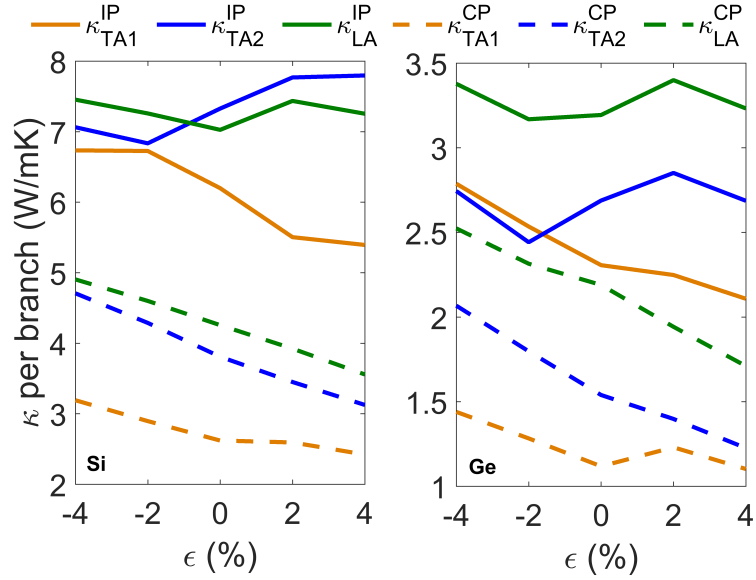 κ^IP_TA1 κ^IP_TA2 κ^IP_LA κ^CP_TA1 κ^CP_TA2 κ^CP_LA
κ per branch (W/mK)
8
7
6
5
4
3
2
Si
-4 -2 0 2 4
ϵ (%)
3.5
3
2.5
2
1.5
1
Ge
-4 -2 0 2 4
ϵ (%)